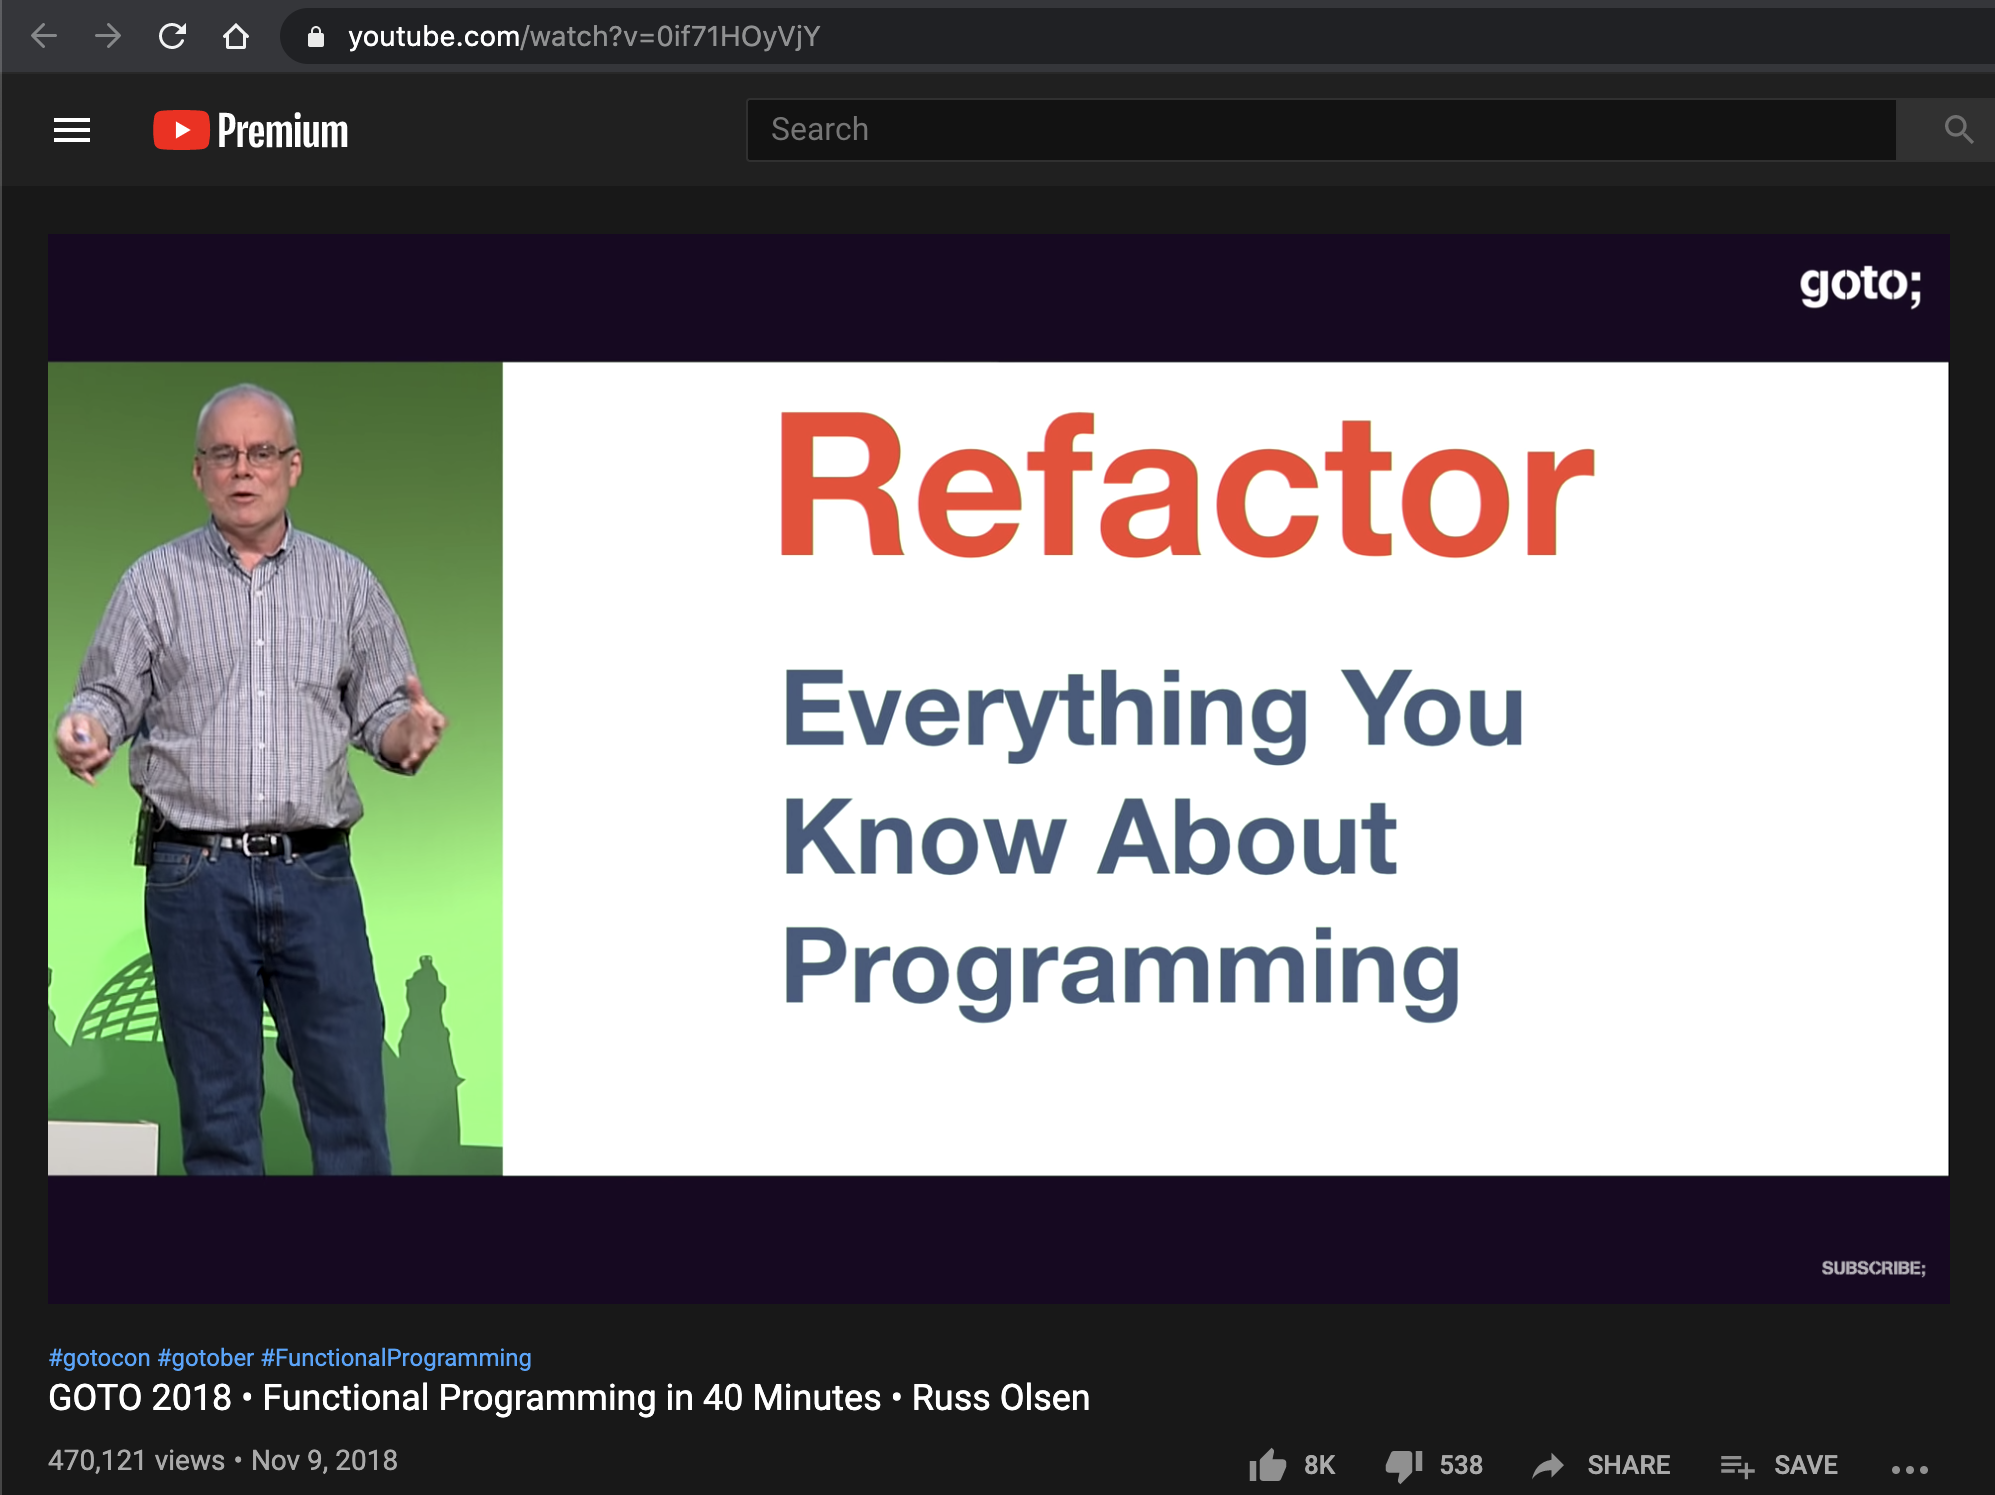 youtube.com/watch?v=0if71HOyVjY
Premium
Search
goto;
Refactor
Everything You
Know About
Programming
SUBSCRIBE;
#gotocon #gotober #FunctionalProgramming
GOTO 2018 • Functional Programming in 40 Minutes • Russ Olsen
470,121 views • Nov 9, 2018
8K
538
SHARE
SAVE